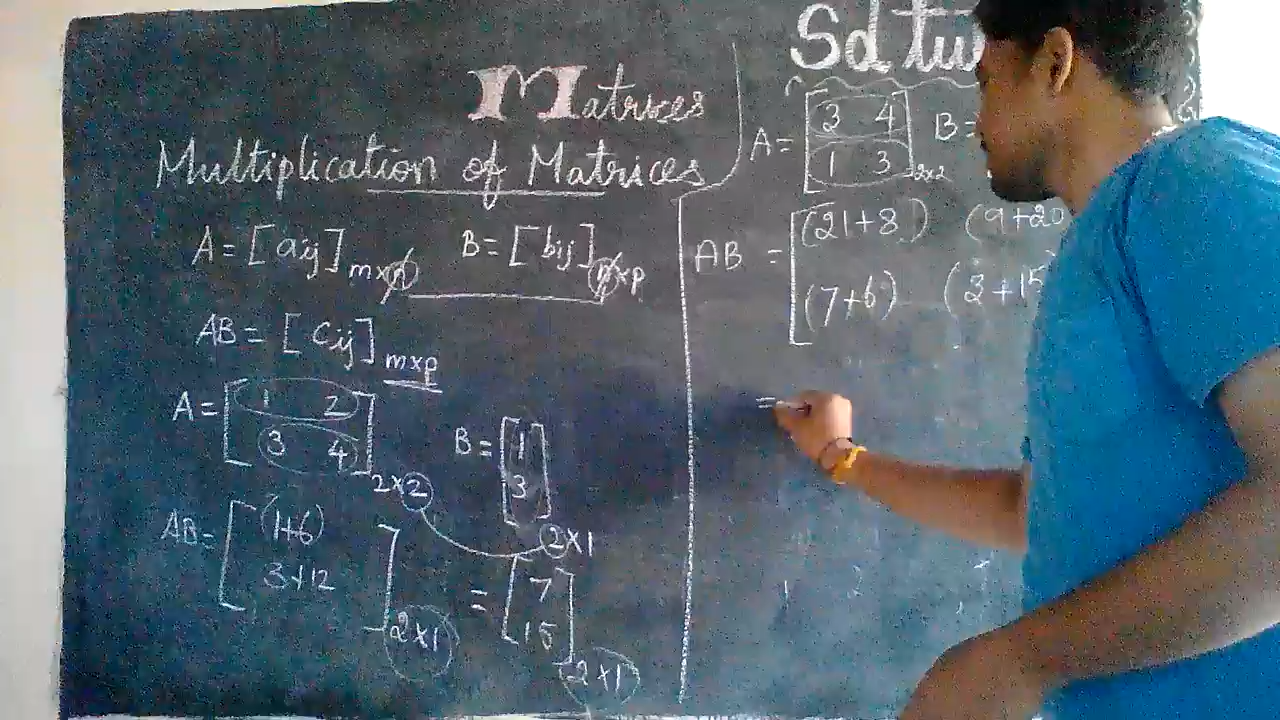 Matrices
Multiplication of Matrices
A = [aij] m×n B = [bij] n×p
AB = [Cij] m×p
A = [1 2
3 4] 2×2
B = [1
3] 2×1
AB = [(1+6)
3+12] 2×1
= [7
15] 2×1
Sd tu
A = [3 4
1 3] 2×2
B =
AB = [(21+8) (9+20
(7+6) (3+15
=